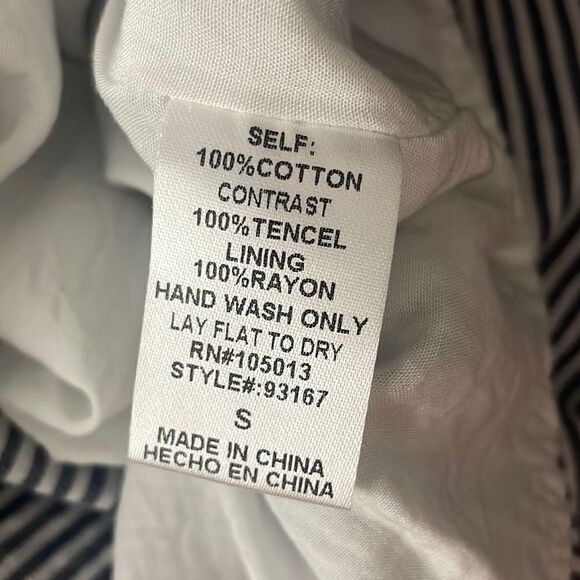 SELF:
100%COTTON
CONTRAST
100%TENCEL
LINING
100%RAYON
HAND WASH ONLY
LAY FLAT TO DRY
RN#105013
STYLE#:93167
S
MADE IN CHINA
HECHO EN CHINA